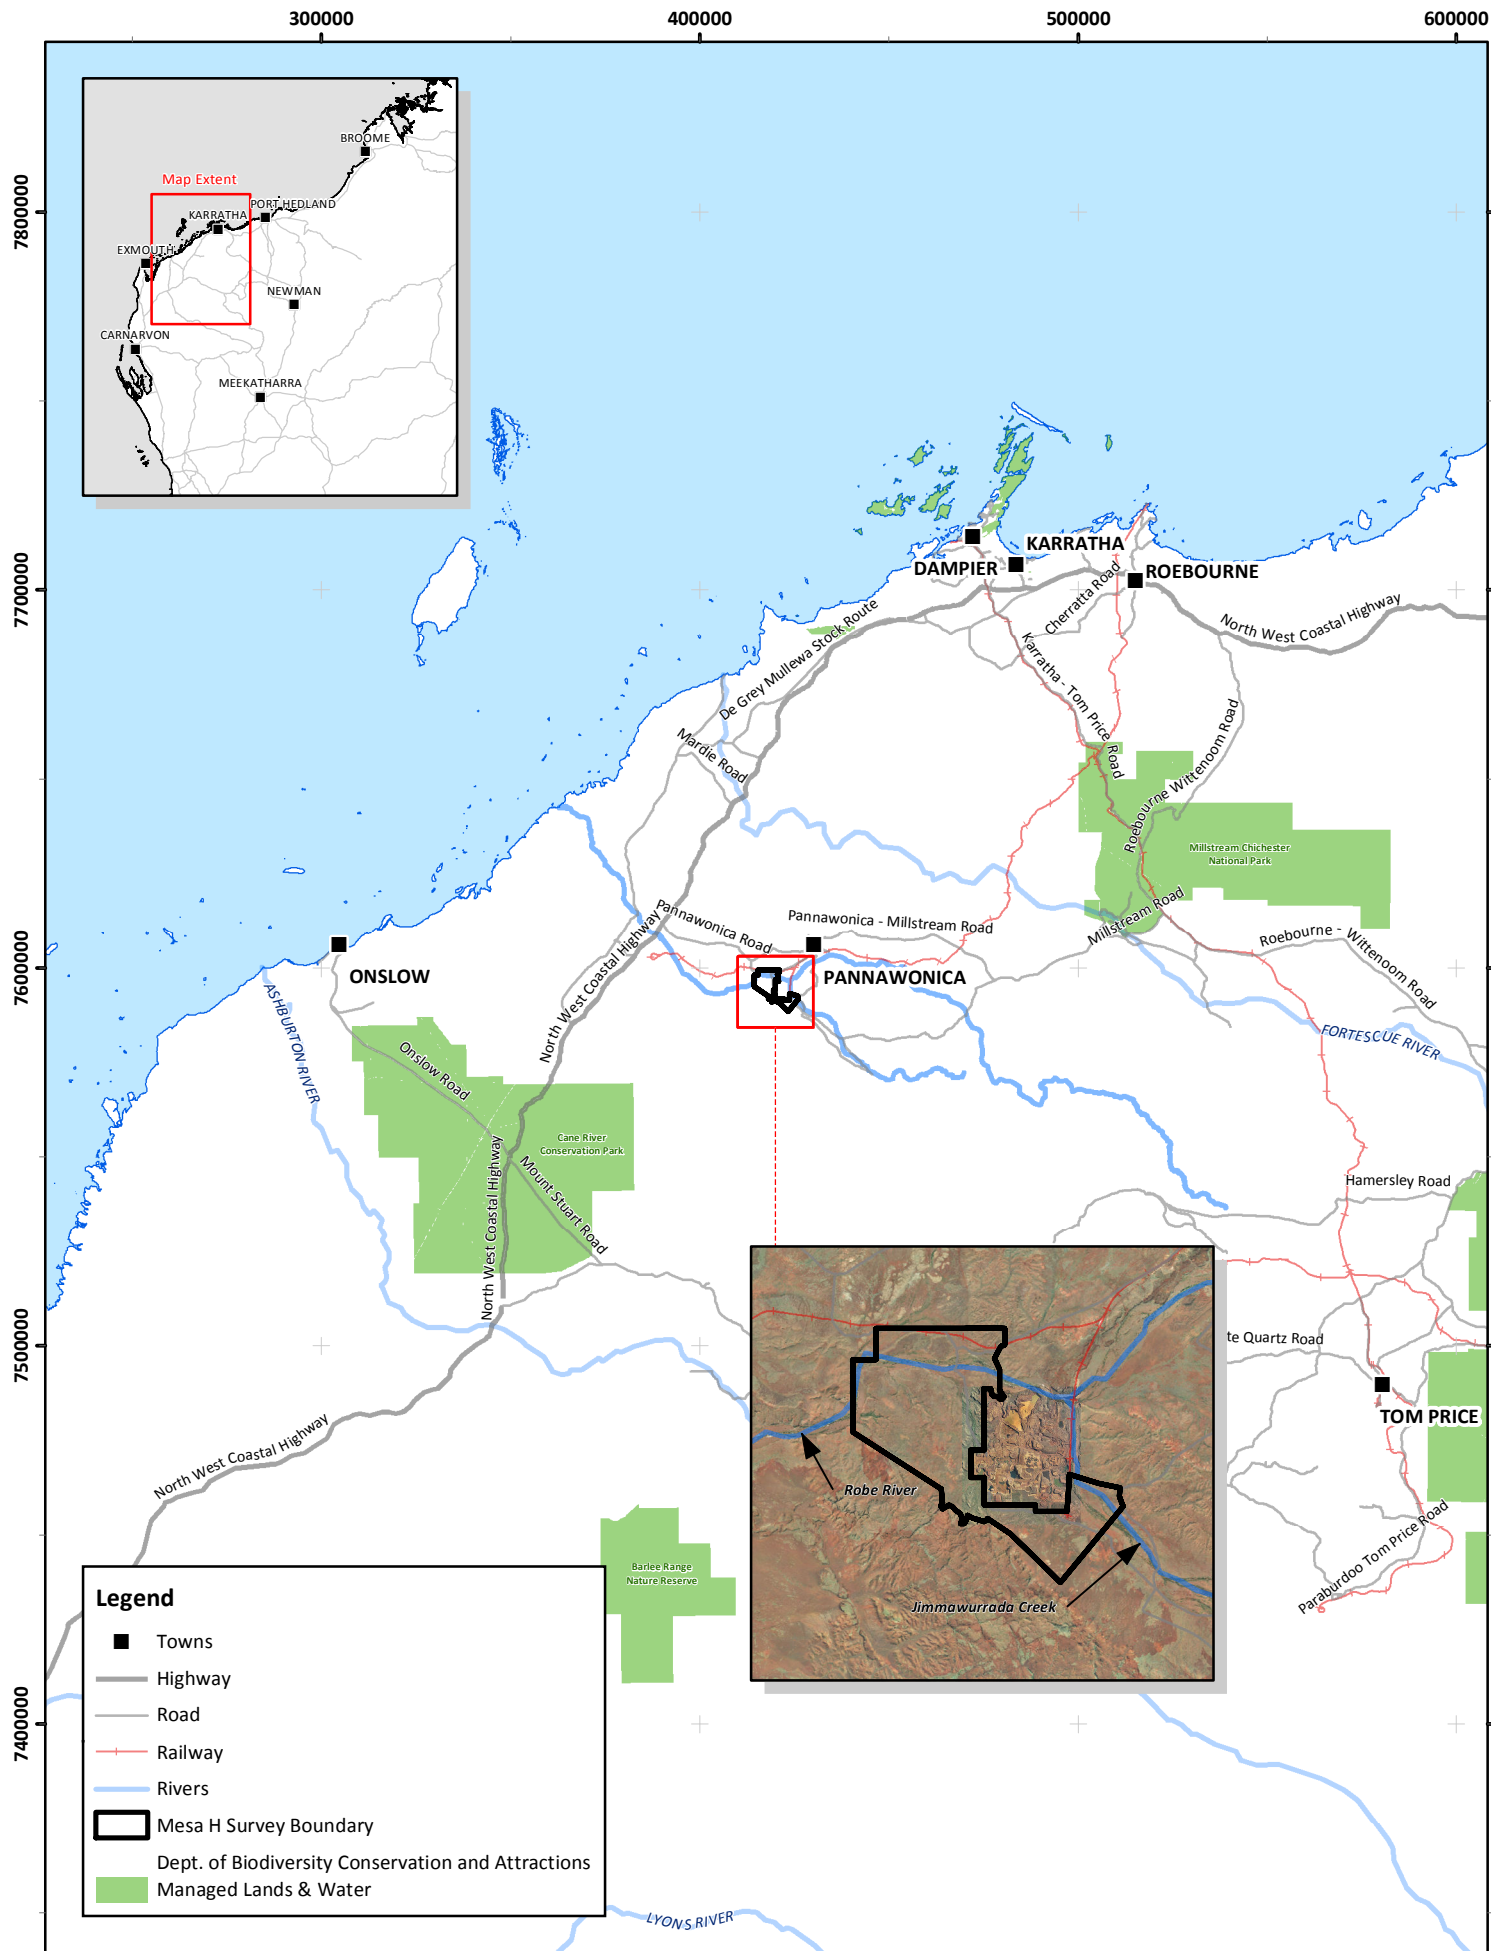 300000
400000
500000
600000
7800000
7700000
7600000
7500000
7400000
BROOME
Map Extent
KARRATHA
PORT HEDLAND
EXMOUTH
NEWMAN
CARNARVON
MEEKATHARRA
KARRATHA
DAMPIER
ROEBOURNE
Cherratta Road
North West Coastal Highway
De Grey Mullewa Stock Route
Karratha - Tom Price Road
Mardie Road
Roebourne Wittenoom Road
Millstream Chichester
National Park
Pannawonica Road
Pannawonica - Millstream Road
Millstream Road
Roebourne - Wittenoom Road
North West Coastal Highway
ONSLOW
PANNAWONICA
ASHBURTON RIVER
FORTESCUE RIVER
Onslow Road
Cane River
Conservation Park
North West Coastal Highway
Mount Stuart Road
Hamersley Road
te Quartz Road
TOM PRICE
North West Coastal Highway
Robe River
Jimmawurrada Creek
Paraburdoo Tom Price Road
Barlee Range
Nature Reserve
Legend
Towns
Highway
Road
Railway
Rivers
Mesa H Survey Boundary
Dept. of Biodiversity Conservation and Attractions
Managed Lands & Water
LYONS RIVER